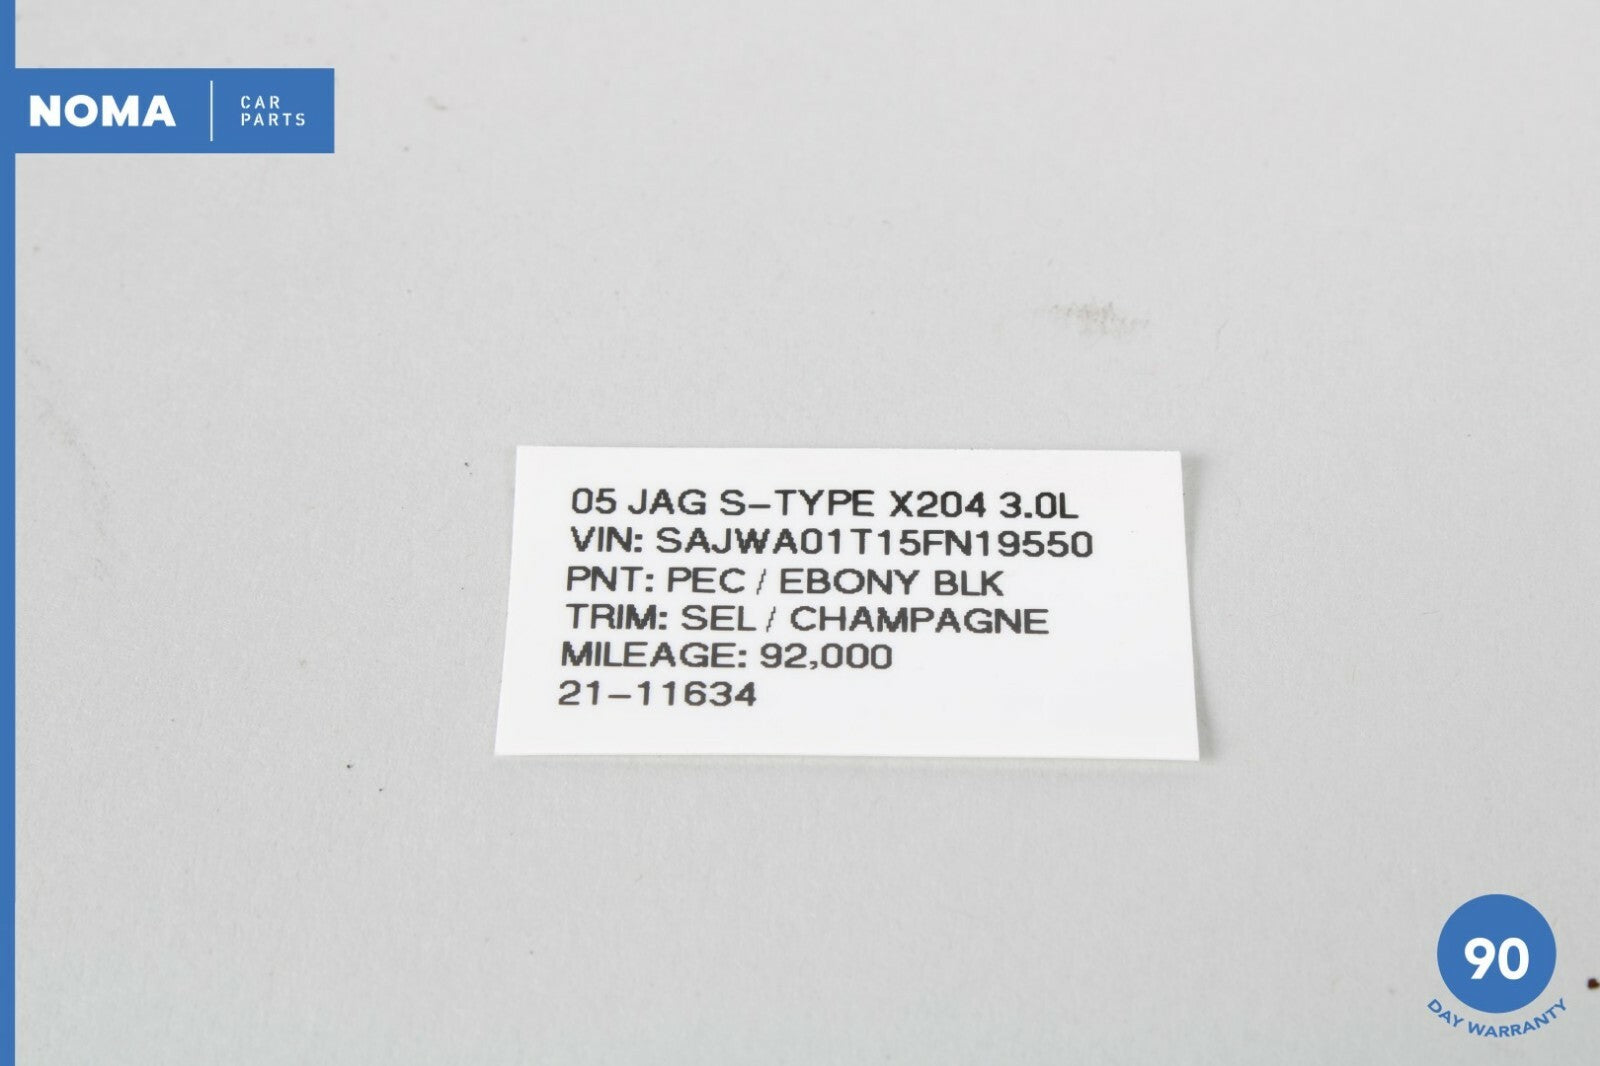 NOMA
CAR
PARTS
05 JAG S-TYPE X204 3.0L
VIN: SAJWA01T15FN19550
PNT: PEC / EBONY BLK
TRIM: SEL / CHAMPAGNE
MILEAGE: 92,000
21-11634
90
DAY WARRANTY